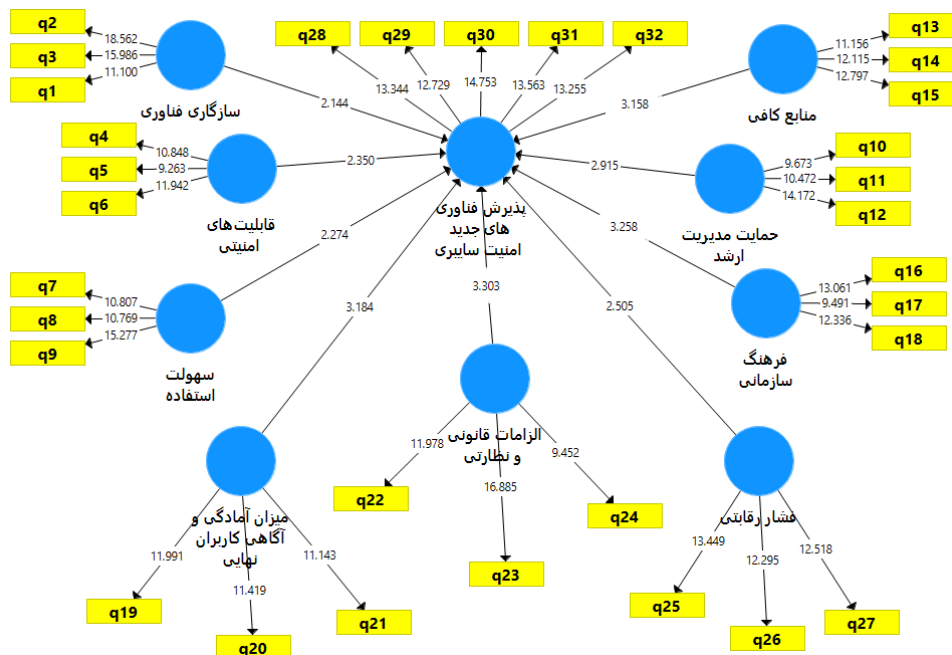 q2
q3
q1
18.562
15.986
11.100
سازگاری فناوری
2.144
q28
q29
q30
q31
q32
13.344
12.729
14.753
13.563
13.255
q13
q14
q15
11.156
12.115
12.797
منابع کافی
3.158
q4
q5
q6
10.848
9.263
11.942
قابلیت‌های
امنیتی
2.350
پذیرش فناوری
های جدید
امنیت سایبری
q10
q11
q12
9.673
10.472
14.172
حمایت مدیریت
ارشد
2.915
q7
q8
q9
10.807
10.769
15.277
سهولت
استفاده
2.274
q16
q17
q18
13.061
9.491
12.336
فرهنگ
سازمانی
3.258
3.184
3.303
2.505
میزان آمادگی و
آگاهی کاربران
نهایی
11.991
11.419
11.143
q19
q20
q21
الزامات قانونی
و نظارتی
11.978
16.885
9.452
q22
q23
q24
فشار رقابتی
13.449
12.295
12.518
q25
q26
q27